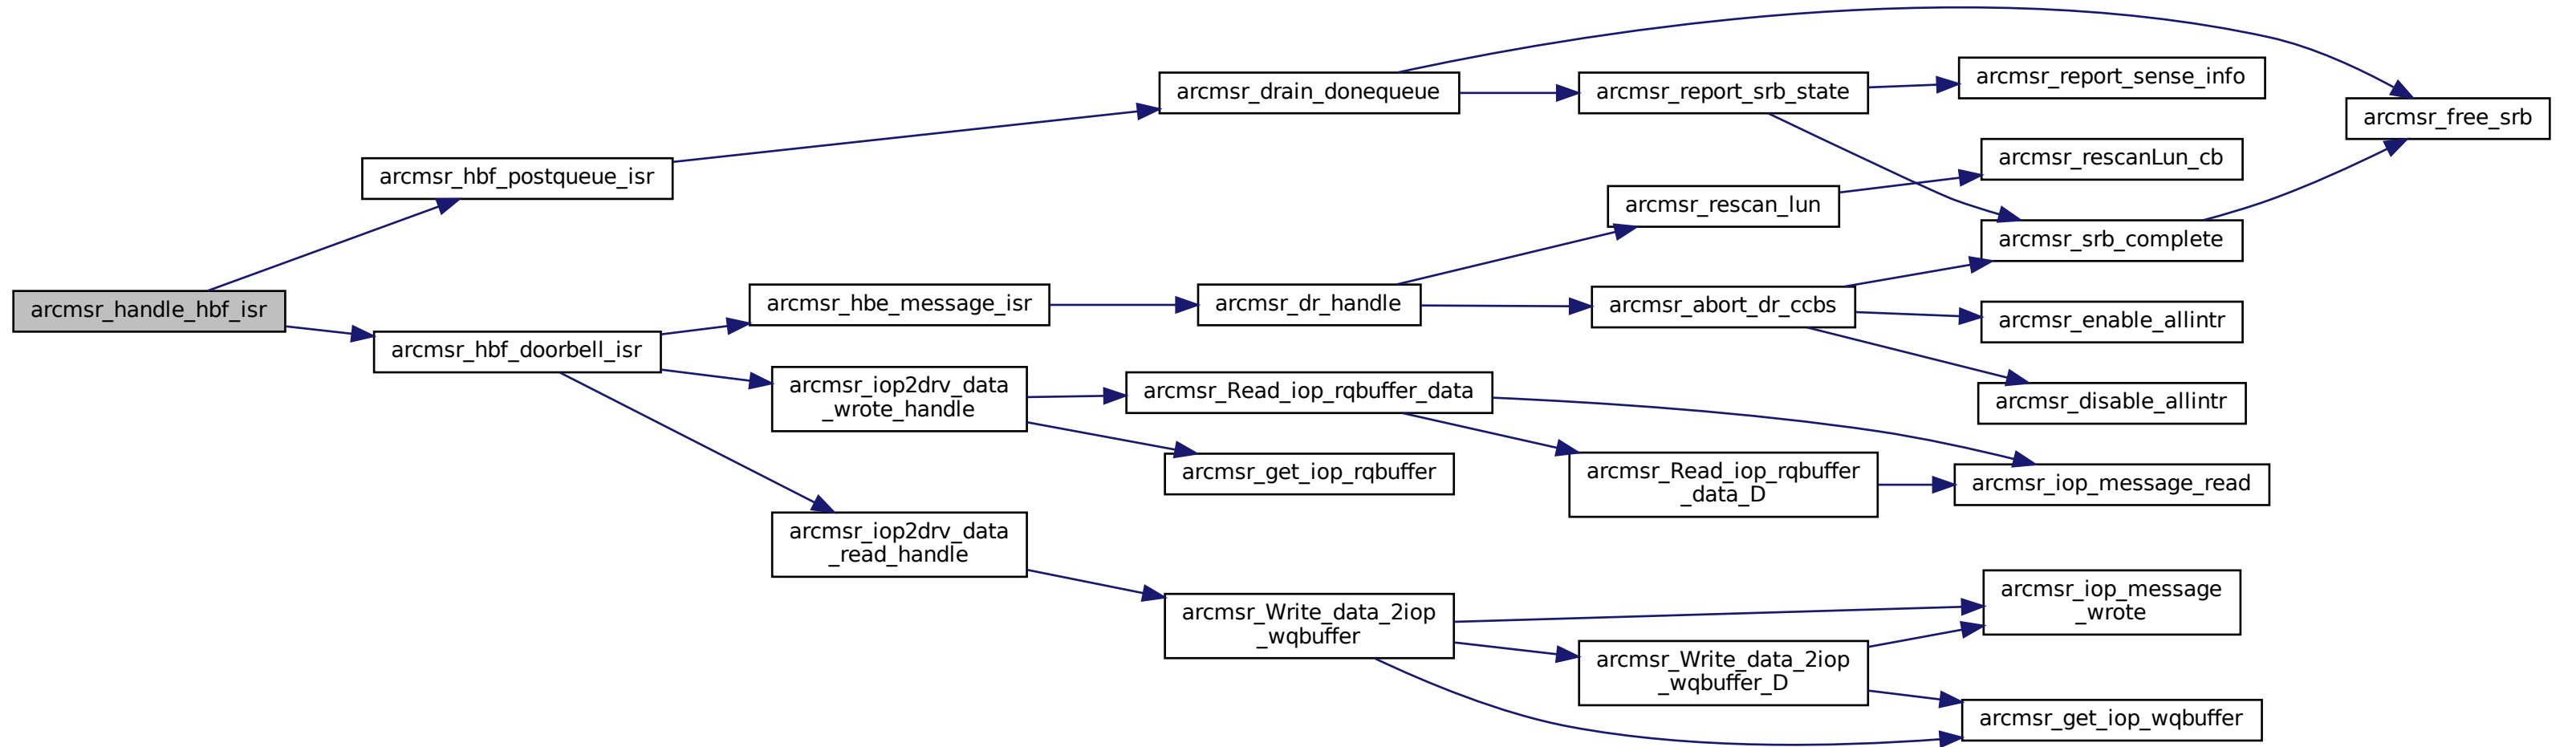 arcmsr_handle_hbf_isr
arcmsr_hbf_postqueue_isr
arcmsr_hbf_doorbell_isr
arcmsr_hbe_message_isr
arcmsr_iop2drv_data
_wrote_handle
arcmsr_iop2drv_data
_read_handle
arcmsr_drain_donequeue
arcmsr_dr_handle
arcmsr_Read_iop_rqbuffer_data
arcmsr_get_iop_rqbuffer
arcmsr_Write_data_2iop
_wqbuffer
arcmsr_report_srb_state
arcmsr_rescan_lun
arcmsr_abort_dr_ccbs
arcmsr_Read_iop_rqbuffer
_data_D
arcmsr_Write_data_2iop
_wqbuffer_D
arcmsr_report_sense_info
arcmsr_rescanLun_cb
arcmsr_srb_complete
arcmsr_enable_allintr
arcmsr_disable_allintr
arcmsr_iop_message_read
arcmsr_iop_message
_wrote
arcmsr_get_iop_wqbuffer
arcmsr_free_srb